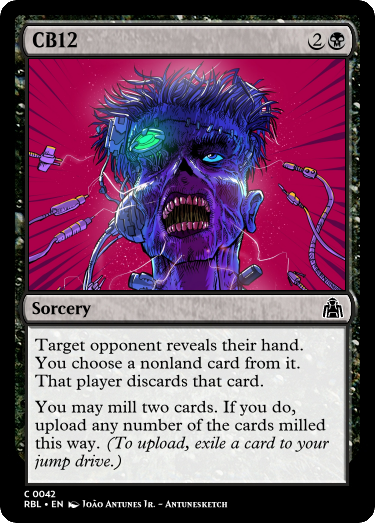 CB12 2
Sorcery
Target opponent reveals their hand.
You choose a nonland card from it.
That player discards that card.
You may mill two cards. If you do,
upload any number of the cards milled
this way. (To upload, exile a card to your
jump drive.)
C 0042
RBL • EN João Antunes Jr. – Antunesketch